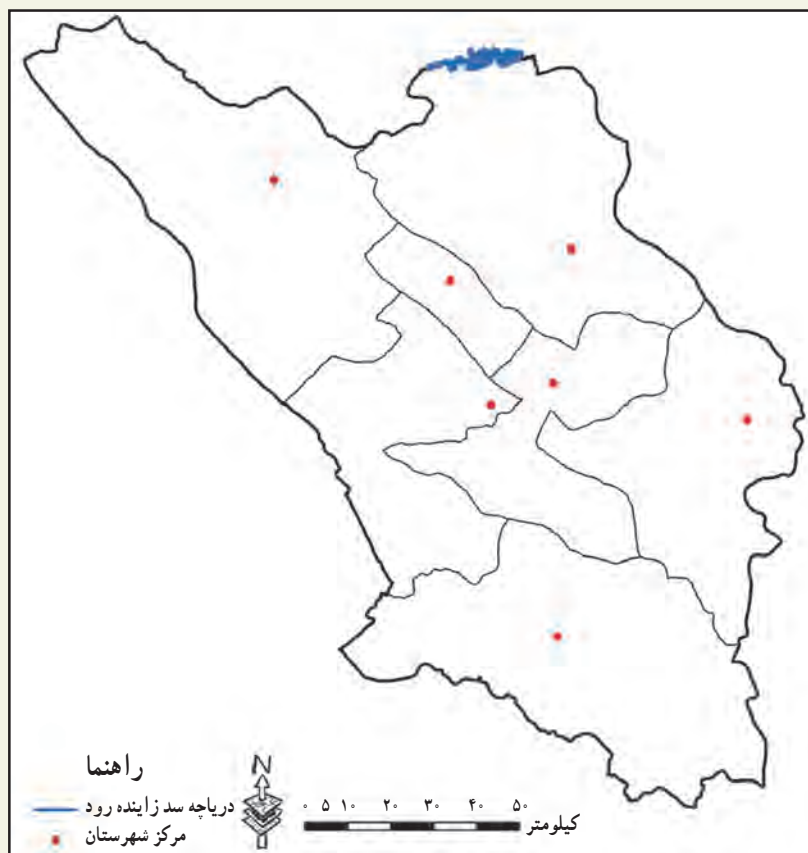 راهنما
دریاچه سد زاینده رود
مرکز شهرستان
N
۰ ۵ ۱۰ ۲۰ ۳۰ ۴۰ ۵۰
کیلومتر